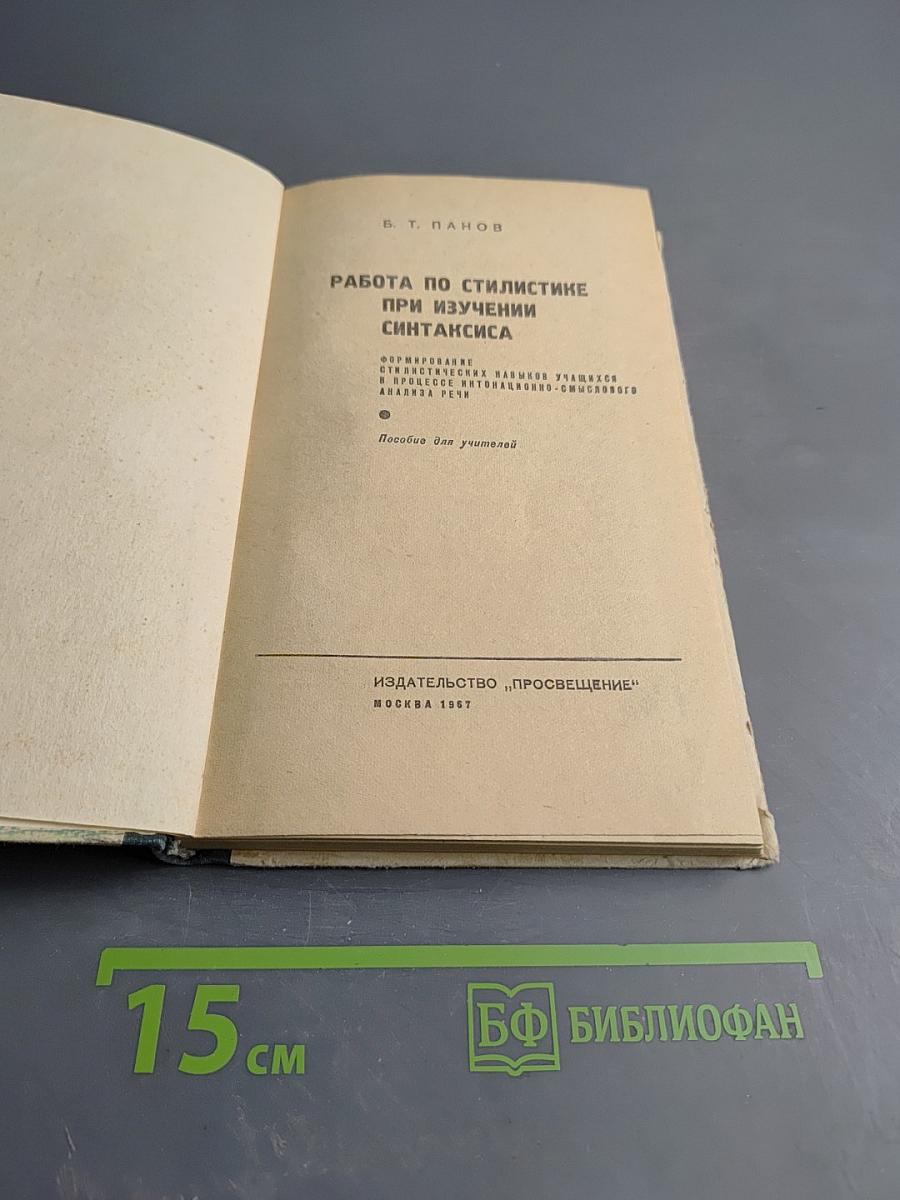 Б. Т. ПАНОВ
РАБОТА ПО СТИЛИСТИКЕ
ПРИ ИЗУЧЕНИИ
СИНТАКСИСА
ФОРМИРОВАНИЕ
СТИЛИСТИЧЕСКИХ НАВЫКОВ УЧАЩИХСЯ
В ПРОЦЕССЕ ИНТОНАЦИОННО-СМЫСЛОВОГО
АНАЛИЗА РЕЧИ
Пособие для учителей
ИЗДАТЕЛЬСТВО „ПРОСВЕЩЕНИЕ“
МОСКВА 1967
15 см
БФ БИБЛИОФАН